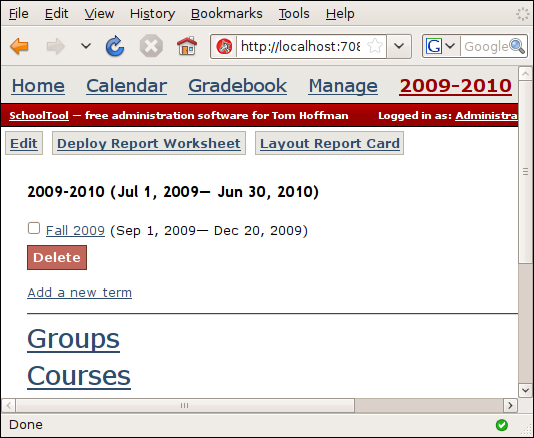 File View History Bookmarks Tools Help
http://localhost:708 G Google
Home Calendar Gradebook Manage 2009-2010
SchoolTool — free administration software for Tom Hoffman Logged in as: Administra
Edit Deploy Report Worksheet Layout Report Card
2009-2010 (Jul 1, 2009— Jun 30, 2010)
Fall 2009 (Sep 1, 2009— Dec 20, 2009)
Delete
Add a new term
Groups
Courses
Done